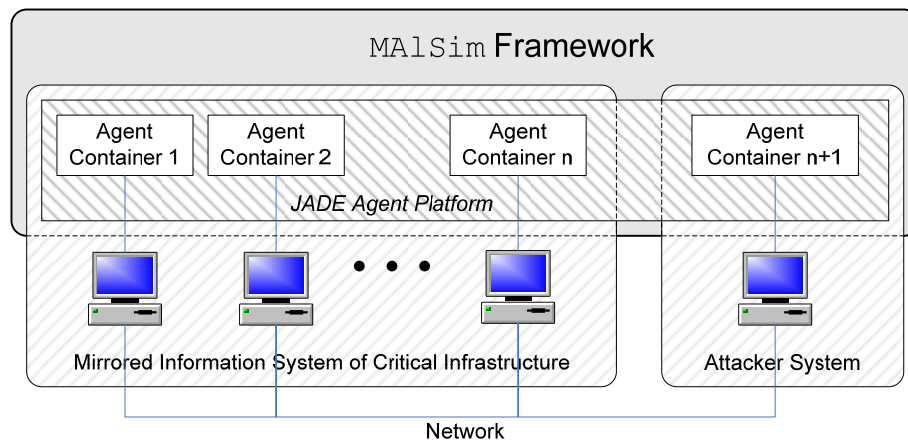 MAlSim Framework
Agent
Container 1
Agent
Container 2
Agent
Container n
Agent
Container n+1
JADE Agent Platform
Mirrored Information System of Critical Infrastructure
Attacker System
Network